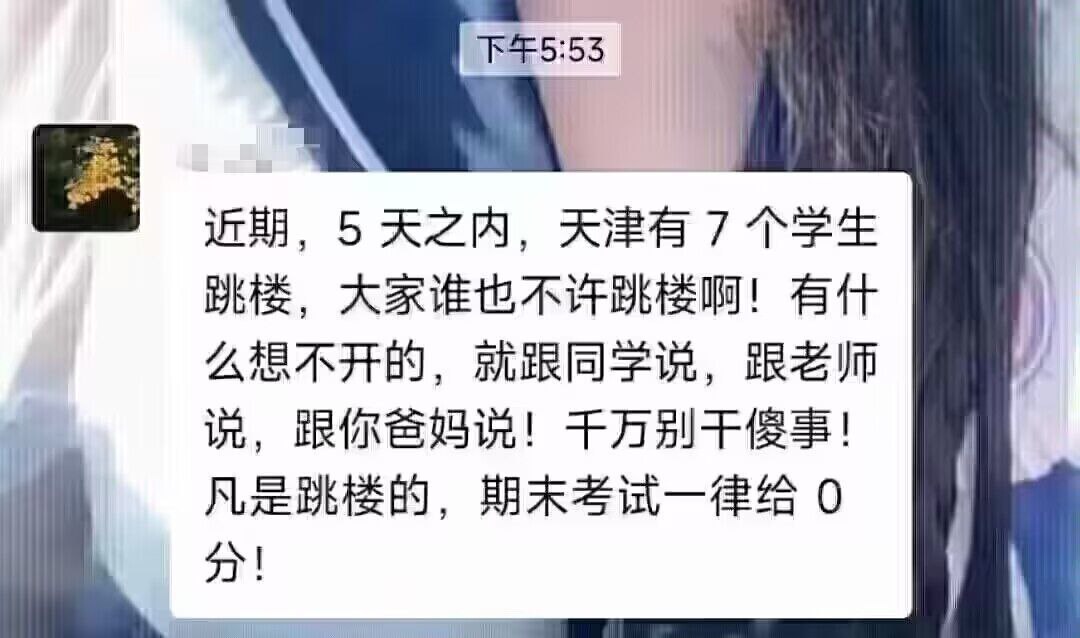 下午5:53
近期，5 天之内，天津有 7 个学生
跳楼，大家谁也不许跳楼啊！有什
么想不开的，就跟同学说，跟老师
说，跟你爸妈说！千万别干傻事！
凡是跳楼的，期末考试一律给 0
分！